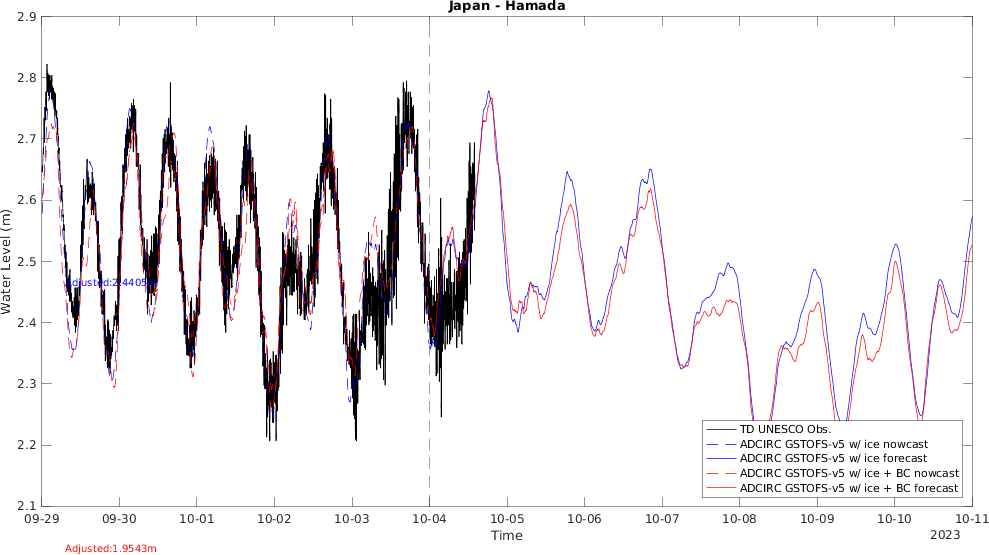 Japan - Hamada
2.9
2.8
2.7
2.6
2.5
2.4
2.3
2.2
2.1
Water Level (m)
Adjusted:2.4405
TD UNESCO Obs.
ADCIRC GSTOFS-v5 w/ ice nowcast
ADCIRC GSTOFS-v5 w/ ice forecast
ADCIRC GSTOFS-v5 w/ ice + BC nowcast
ADCIRC GSTOFS-v5 w/ ice + BC forecast
09-29 09-30 10-01 10-02 10-03 10-04 10-05 10-06 10-07 10-08 10-09 10-10 10-11
Time
2023
Adjusted:1.9543m